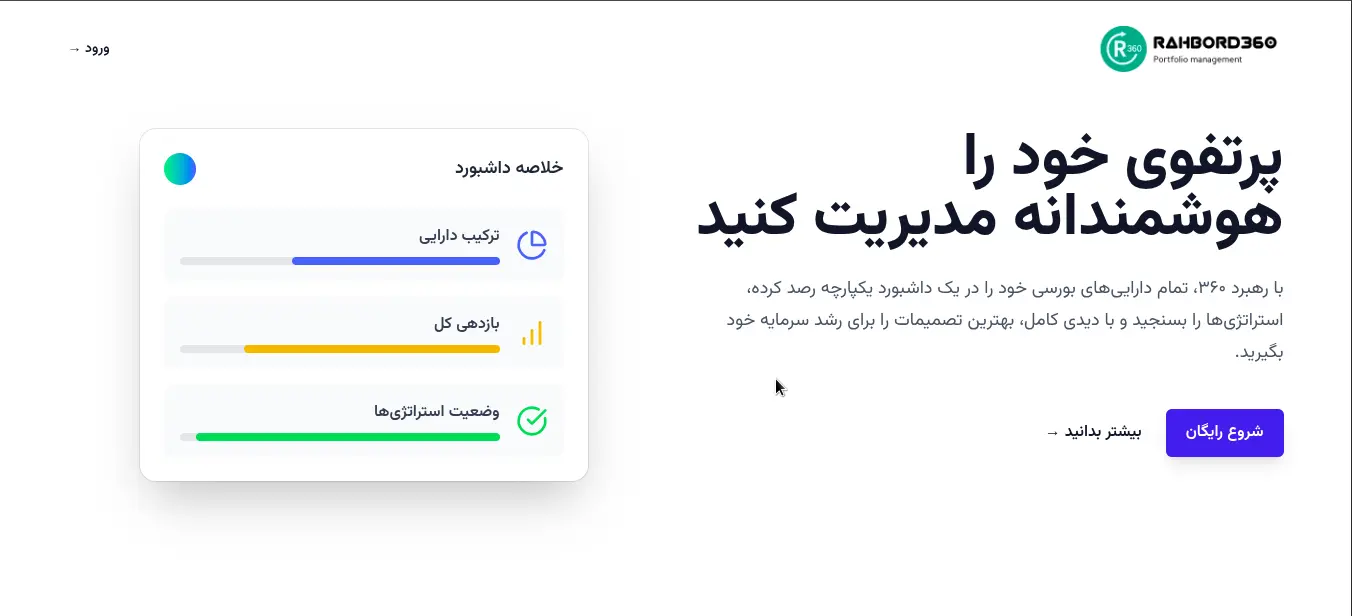 RAHBORD360
R 360
Portfolio management
ورود →
پرتفوی خود را
هوشمندانه مدیریت کنید
با رهبرد ۳۶۰، تمام دارایی‌های بورسی خود را در یک داشبورد یکپارچه رصد کرده،
استراتژی‌ها را بسنجید و با دیدی کامل، بهترین تصمیمات را برای رشد سرمایه خود
بگیرید.
شروع رایگان
بیشتر بدانید →
خلاصه داشبورد
ترکیب دارایی
بازدهی کل
وضعیت استراتژی‌ها